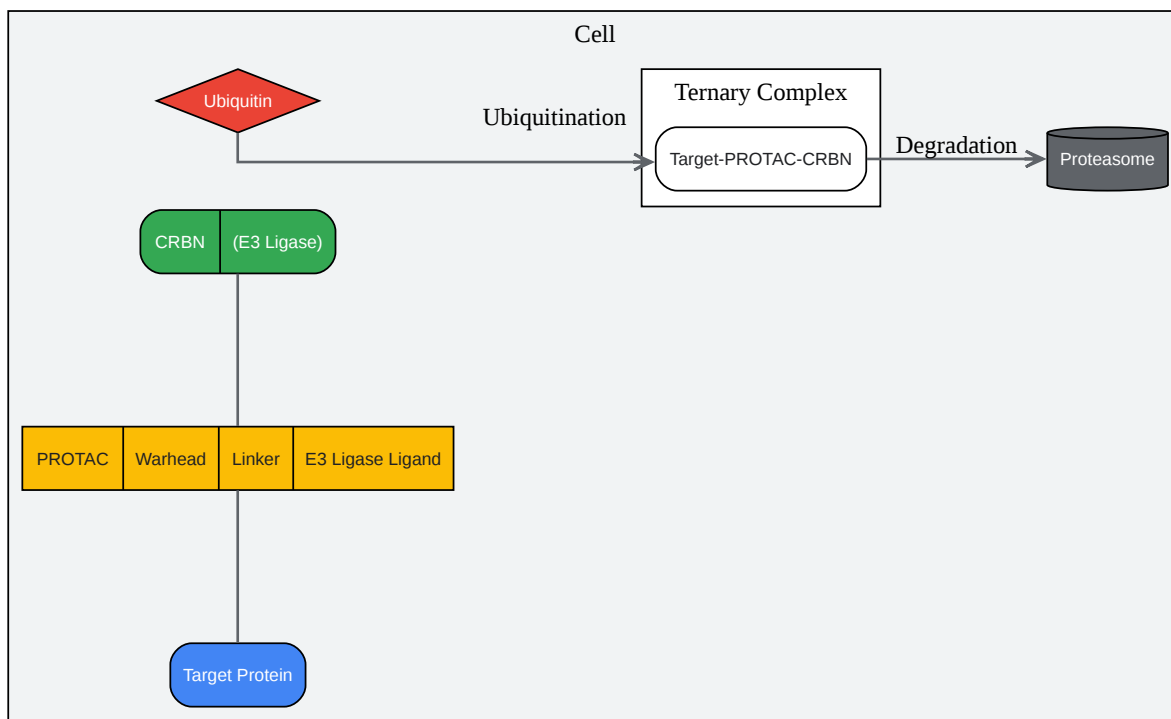 Cell
Ubiquitin
Ubiquitination
Ternary Complex
Target-PROTAC-CRBN
Degradation
Proteasome
CRBN (E3 Ligase)
PROTAC Warhead Linker E3 Ligase Ligand
Target Protein